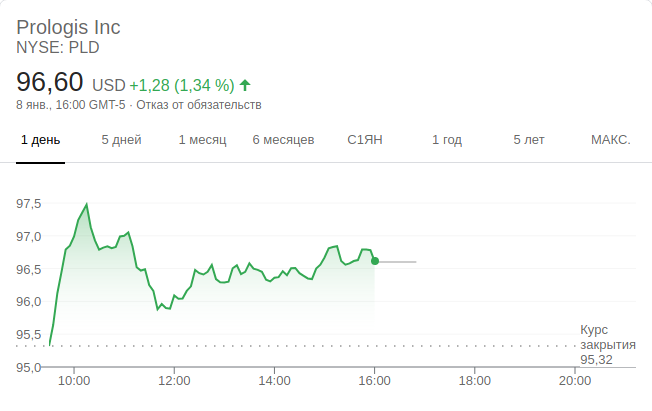 Prologis Inc
NYSE: PLD
96,60 USD +1,28 (1,34 %)
8 янв., 16:00 GMT-5 · Отказ от обязательств
1 день 5 дней 1 месяц 6 месяцев С1ЯН 1 год 5 лет МАКС.
97,5
97,0
96,5
96,0
95,5
95,0
Курс
закрытия
95,32
10:00 12:00 14:00 16:00 18:00 20:00